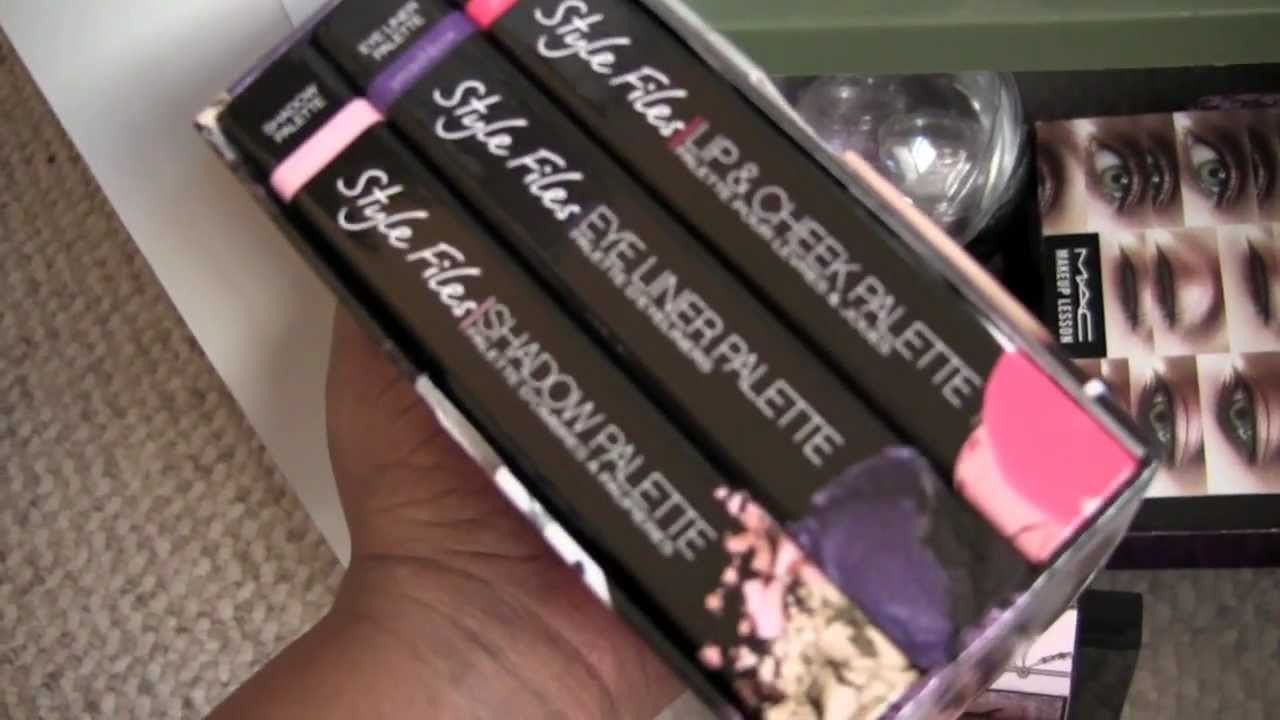 SHADOW
PALETTE
Style Files SHADOW PALETTE
EYE LINER
PALETTE
Style Files EYE LINER PALETTE
Style Files LIP & CHEEK PALETTE
MAC
MAKEUP LESSON